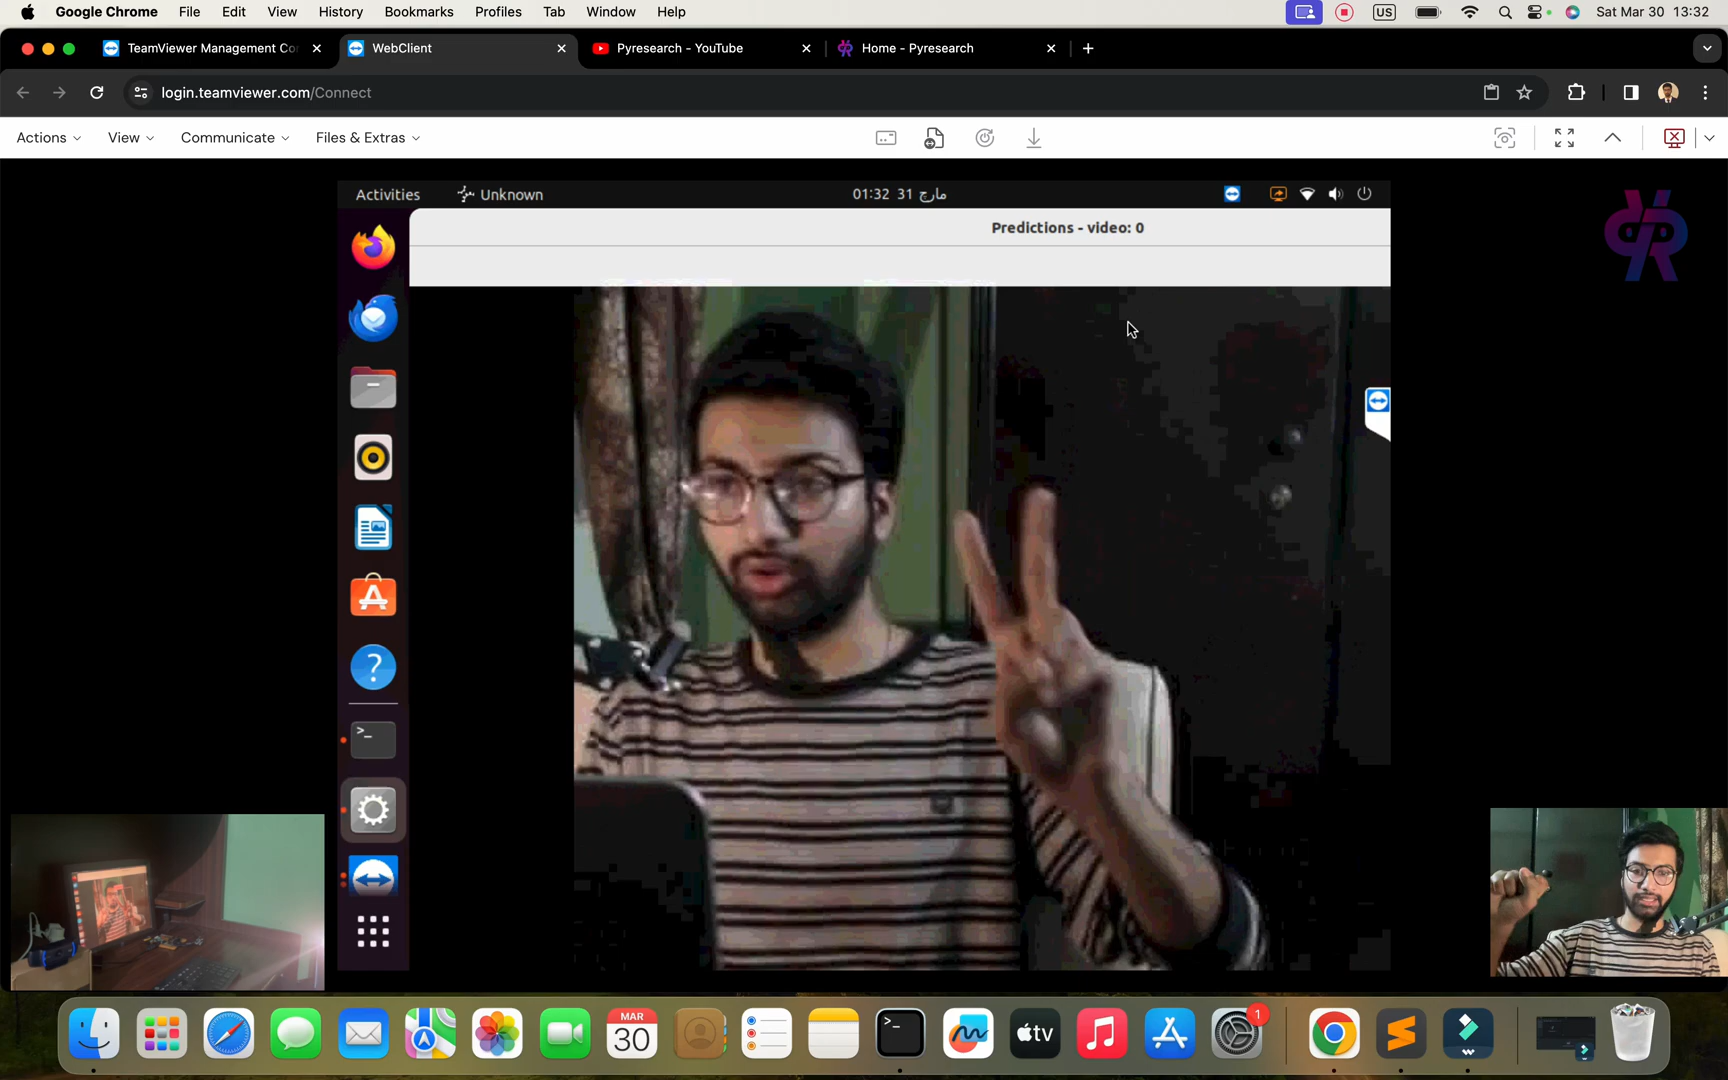 Google Chrome File Edit View History Bookmarks Profiles Tab Window Help US Sat Mar 30 13:32
TeamViewer Management Co WebClient Pyresearch - YouTube Home - Pyresearch
login.teamviewer.com/Connect
Actions View Communicate Files & Extras
Activities Unknown 01:32 31 مارچ
Predictions - video: 0
MAR
30
tv
1